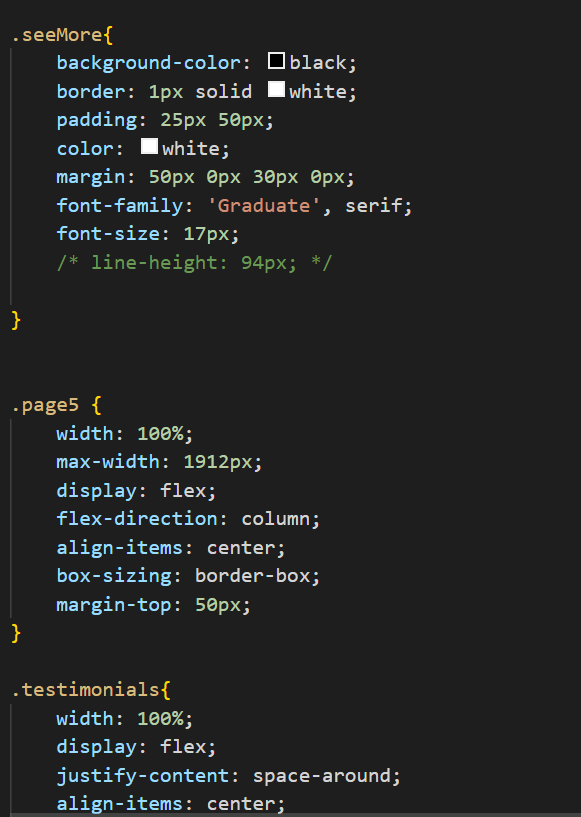 .seeMore{
background-color: black;
border: 1px solid white;
padding: 25px 50px;
color: white;
margin: 50px 0px 30px 0px;
font-family: 'Graduate', serif;
font-size: 17px;
/* line-height: 94px; */
}
.page5 {
width: 100%;
max-width: 1912px;
display: flex;
flex-direction: column;
align-items: center;
box-sizing: border-box;
margin-top: 50px;
}
.testimonials{
width: 100%;
display: flex;
justify-content: space-around;
align-items: center;